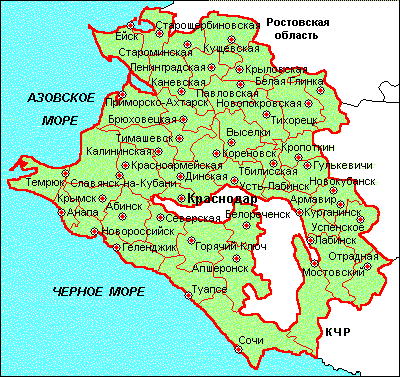 Старощербиновская
Ростовская
область
Ейск
Староминская
Кущевская
Ленинградская
Крыловская
Каневская
Белая Глинка
АЗОВСКОЕ
МОРЕ
Павловская
Приморско-Ахтарск
Новопокровская
Брюховецкая
Тихорецк
Выселки
Тимашевск
Кропоткин
Калининская
Кореновск
Красноармейская
Гулькевичи
Тбилисская
Темрюк
Славянск-на-Кубани
Динская
Усть-Лабинск
Новокубанск
Крымск
Краснодар
Армавир
Абинск
Белореченск
Курганинск
Анапа
Северская
Успенское
Новороссийск
Лабинск
Геленджик
Горячий Ключ
Отрадная
Апшеронск
Мостовский
ЧЕРНОЕ МОРЕ
Туапсе
КЧР
Сочи